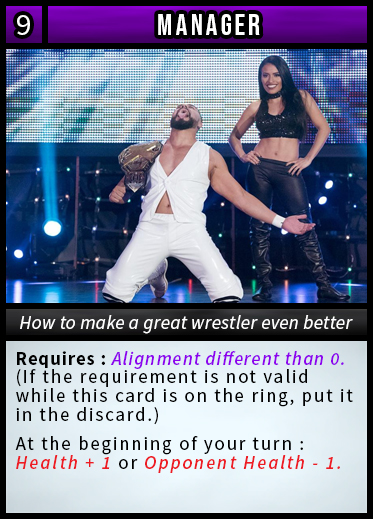 9 MANAGER
How to make a great wrestler even better
Requires : Alignment different than 0.
(If the requirement is not valid
while this card is on the ring, put it
in the discard.)
At the beginning of your turn :
Health + 1 or Opponent Health - 1.